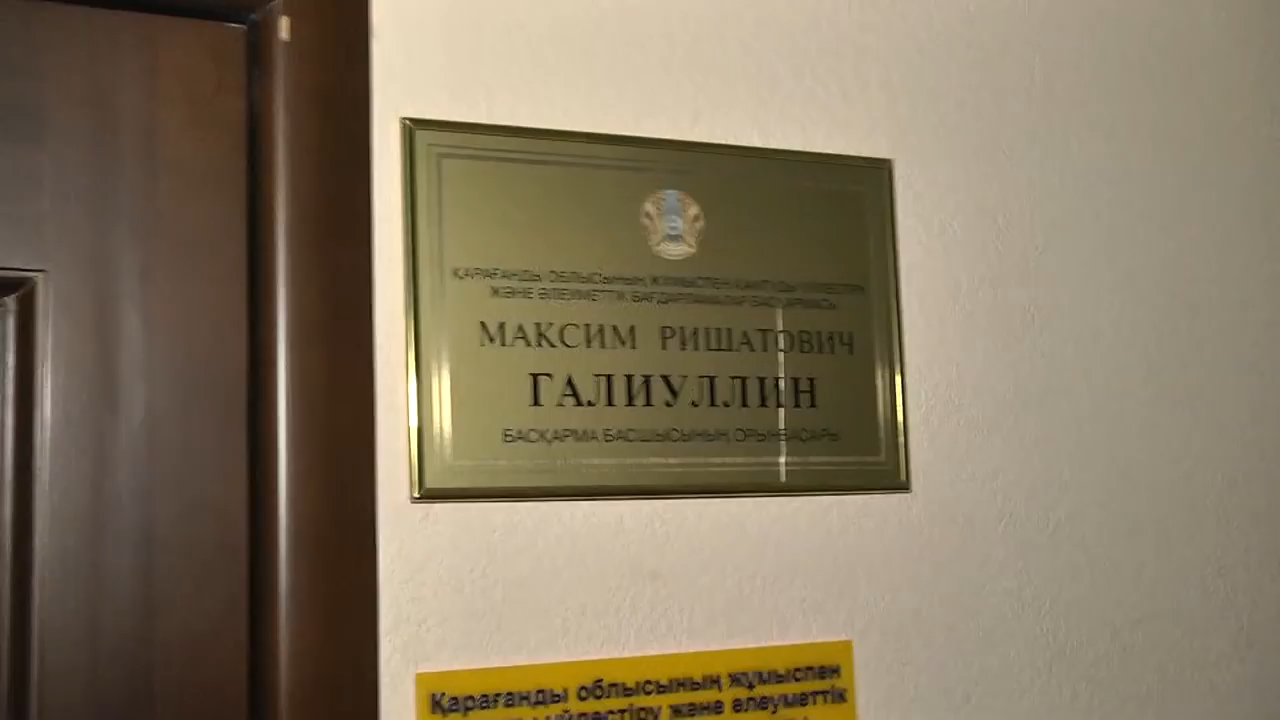 ҚАРАҒАНДЫ ОБЛЫСЫНЫҢ ЖҰМЫСПЕН ҚАМТУДЫ
ЖӘНЕ ӘЛЕУМЕТТІК БАҒДАРЛАМАЛАР БАСҚАРМАСЫ
МАКСИМ РИШАТОВИЧ
ГАЛИУЛЛИН
БАСҚАРМА БАСШЫСЫНЫҢ ОРЫНБАСАРЫ
Қарағанды облысының жұмыспен
үйлестіру және әлеуметтік